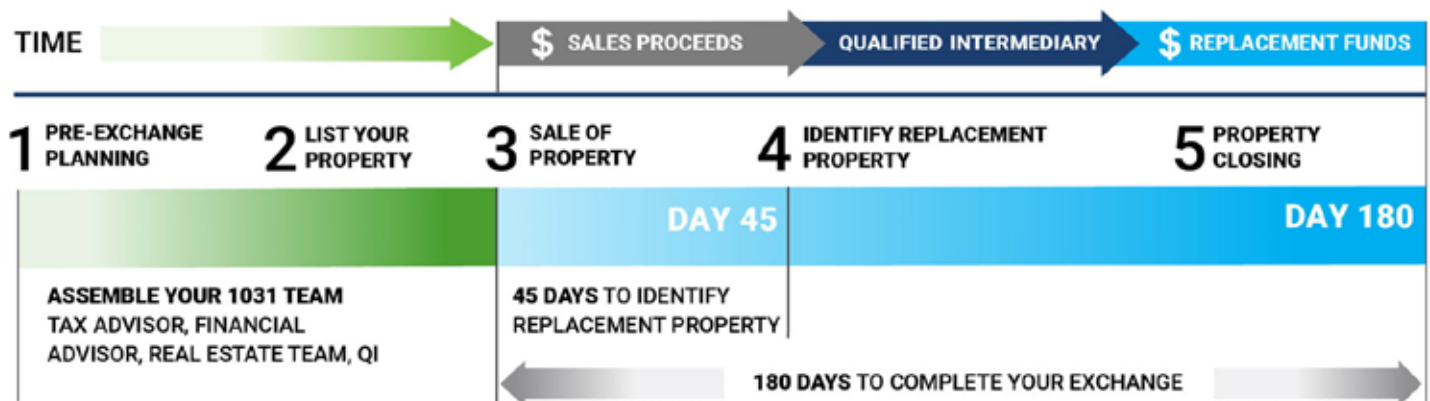 TIME
$ SALES PROCEEDS
QUALIFIED INTERMEDIARY
$ REPLACEMENT FUNDS
1 PRE-EXCHANGE
PLANNING
2 LIST YOUR
PROPERTY
3 SALE OF
PROPERTY
4 IDENTIFY REPLACEMENT
PROPERTY
5 PROPERTY
CLOSING
DAY 45
DAY 180
ASSEMBLE YOUR 1031 TEAM
TAX ADVISOR, FINANCIAL
ADVISOR, REAL ESTATE TEAM, QI
45 DAYS TO IDENTIFY
REPLACEMENT PROPERTY
180 DAYS TO COMPLETE YOUR EXCHANGE